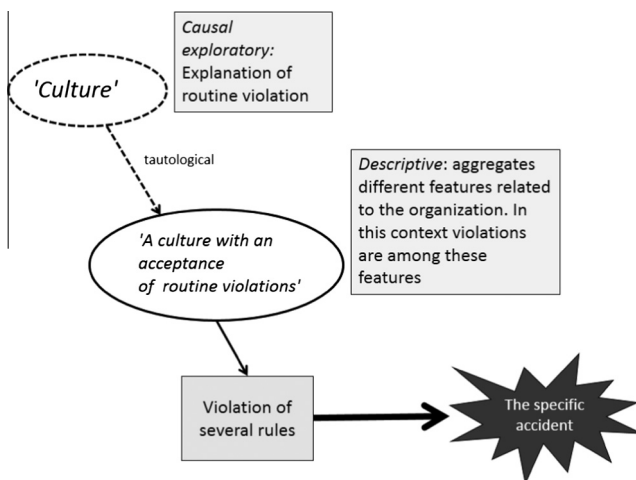 Causal
exploratory:
Explanation of
routine violation
'Culture'
tautological
Descriptive: aggregates
different features related
to the organization. In
this context violations
are among these
features
'A culture with an
acceptance
of routine violations'
Violation of
several rules
The specific
accident